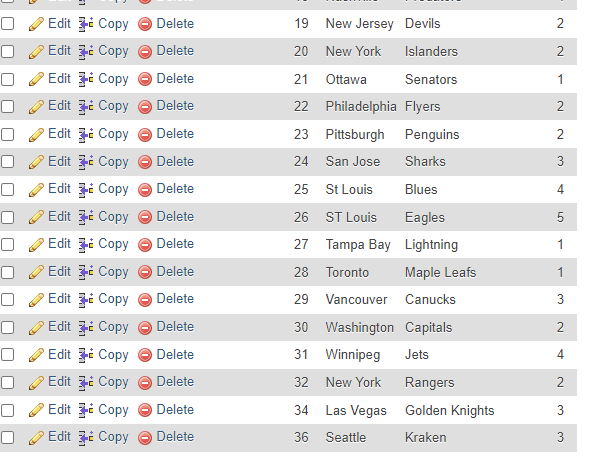 Edit Copy Delete 19 New Jersey Devils 2
Edit Copy Delete 20 New York Islanders 2
Edit Copy Delete 21 Ottawa Senators 1
Edit Copy Delete 22 Philadelphia Flyers 2
Edit Copy Delete 23 Pittsburgh Penguins 2
Edit Copy Delete 24 San Jose Sharks 3
Edit Copy Delete 25 St Louis Blues 4
Edit Copy Delete 26 ST Louis Eagles 5
Edit Copy Delete 27 Tampa Bay Lightning 1
Edit Copy Delete 28 Toronto Maple Leafs 1
Edit Copy Delete 29 Vancouver Canucks 3
Edit Copy Delete 30 Washington Capitals 2
Edit Copy Delete 31 Winnipeg Jets 4
Edit Copy Delete 32 New York Rangers 2
Edit Copy Delete 34 Las Vegas Golden Knights 3
Edit Copy Delete 36 Seattle Kraken 3